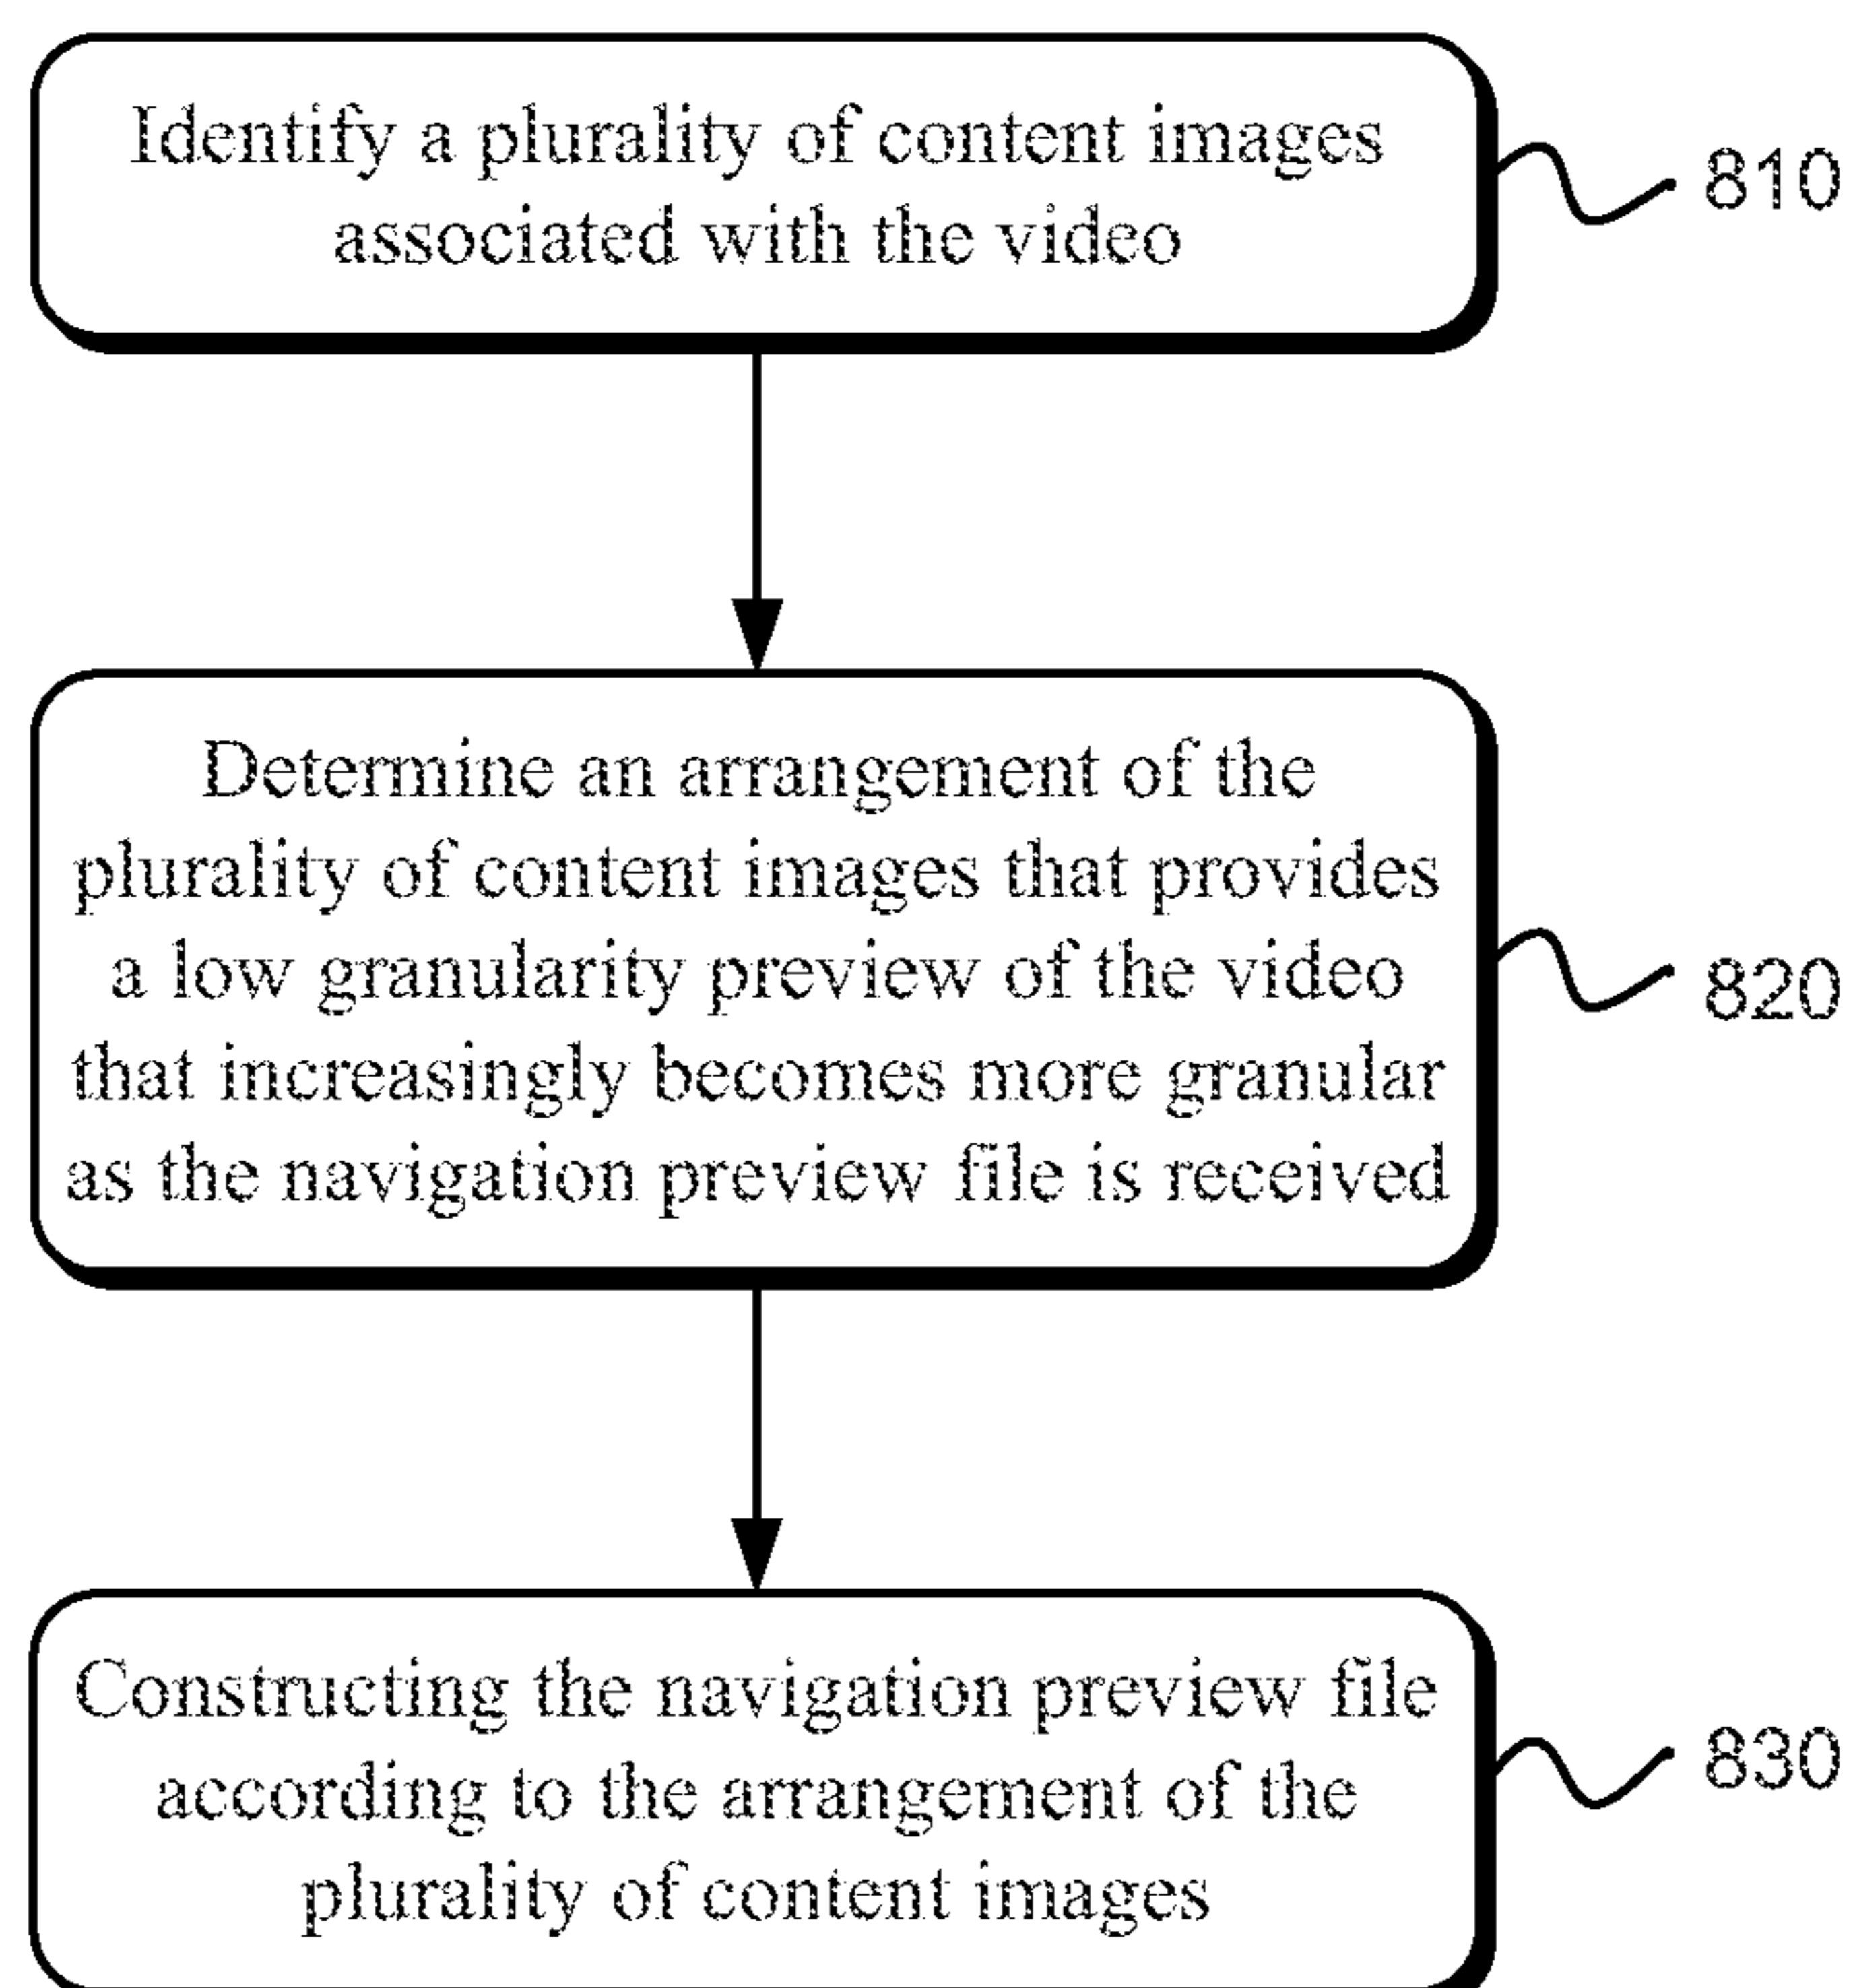 Identify a plurality of content images
associated with the video
810
Determine an arrangement of the
plurality of content images that provides
a low granularity preview of the video
that increasingly becomes more granular
as the navigation preview file is received
820
Constructing the navigation preview file
according to the arrangement of the
plurality of content images
830